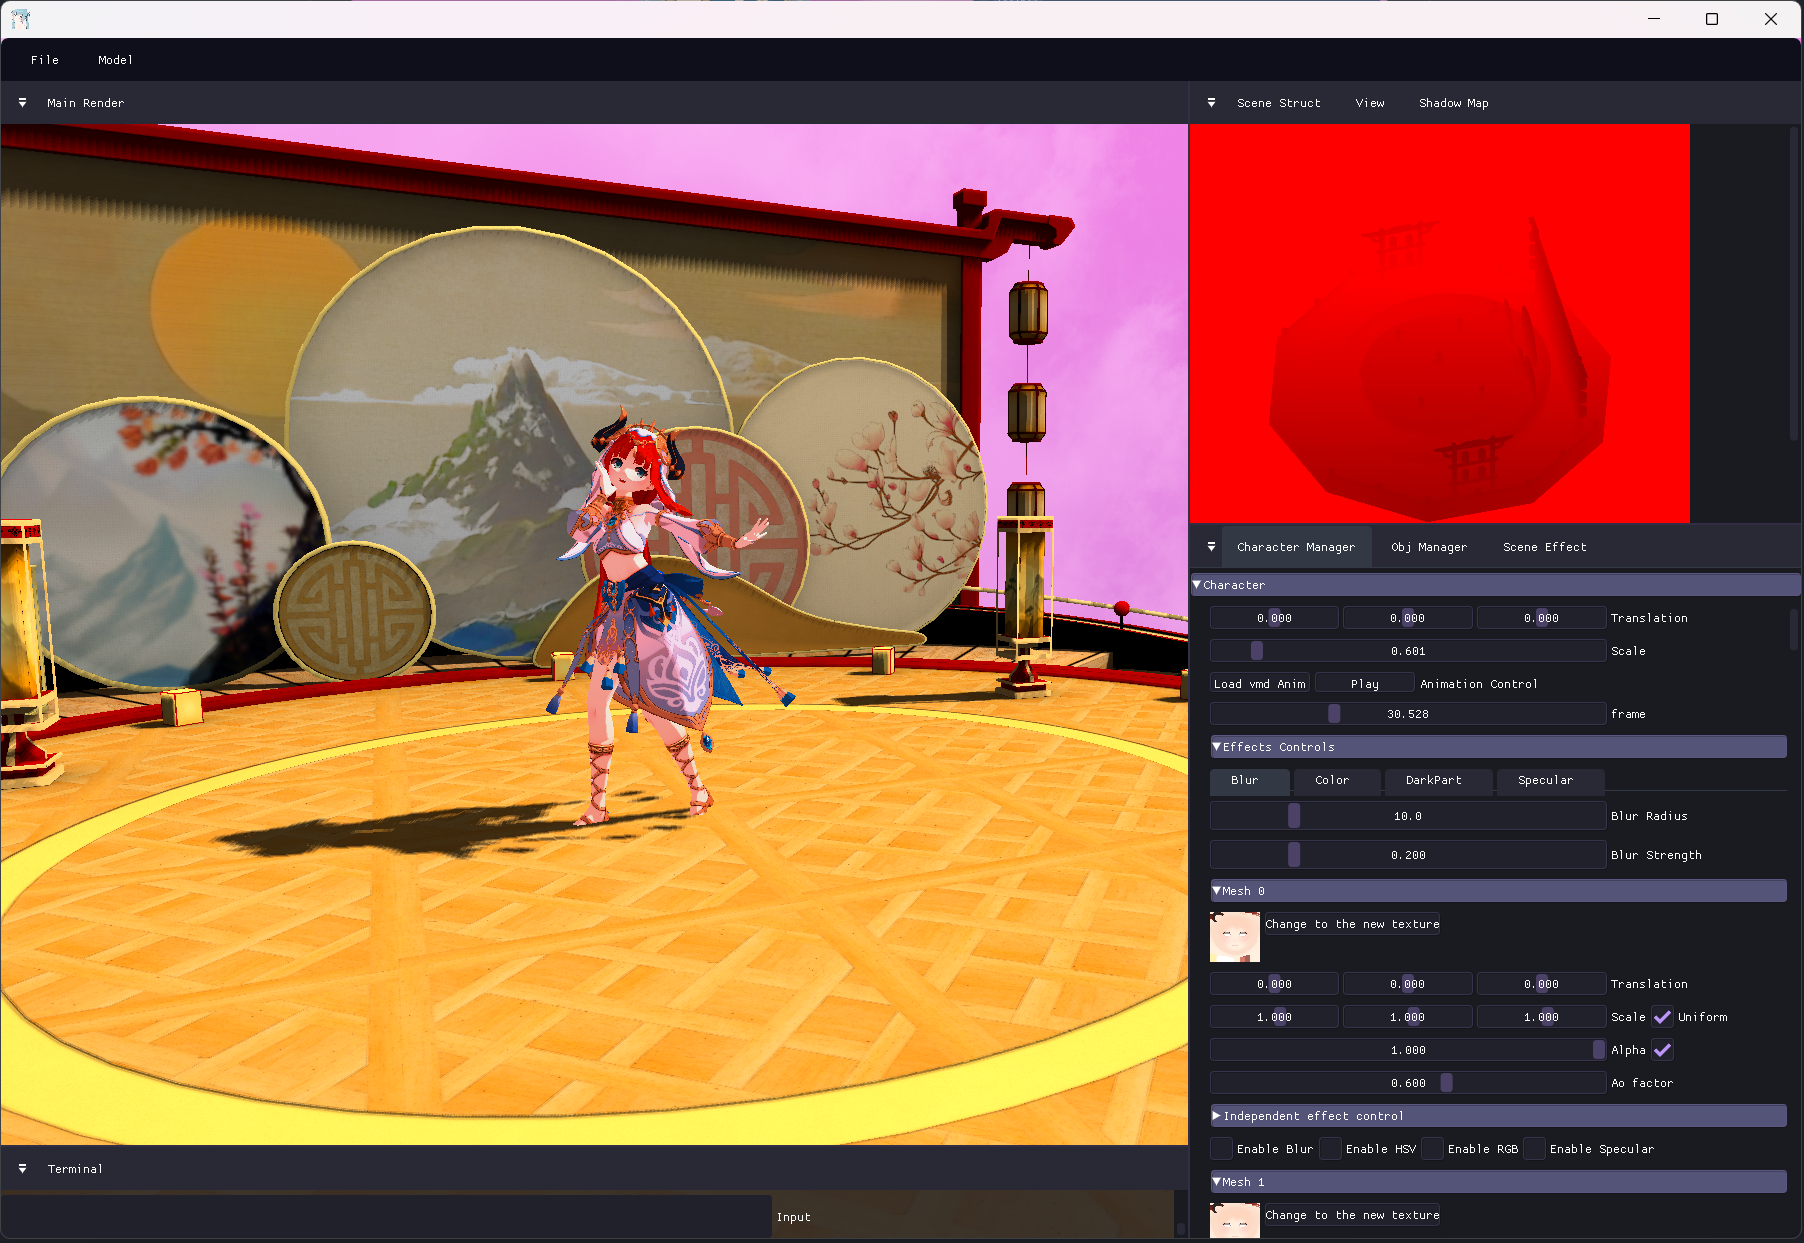 File Model
Main Render
Scene Struct View Shadow Map
Character Manager Obj Manager Scene Effect
Character
0.000 0.000 0.000 Translation
0.601 Scale
Load vmd Anim Play Animation Control
30.528 frame
Effects Controls
Blur Color DarkPart Specular
10.0 Blur Radius
0.200 Blur Strength
Mesh 0
Change to the new texture
0.000 0.000 0.000 Translation
1.000 1.000 1.000 Scale Uniform
1.000 Alpha
0.600 Ao factor
Independent effect control
Enable Blur Enable HSV Enable RGB Enable Specular
Mesh 1
Change to the new texture
Terminal
Input